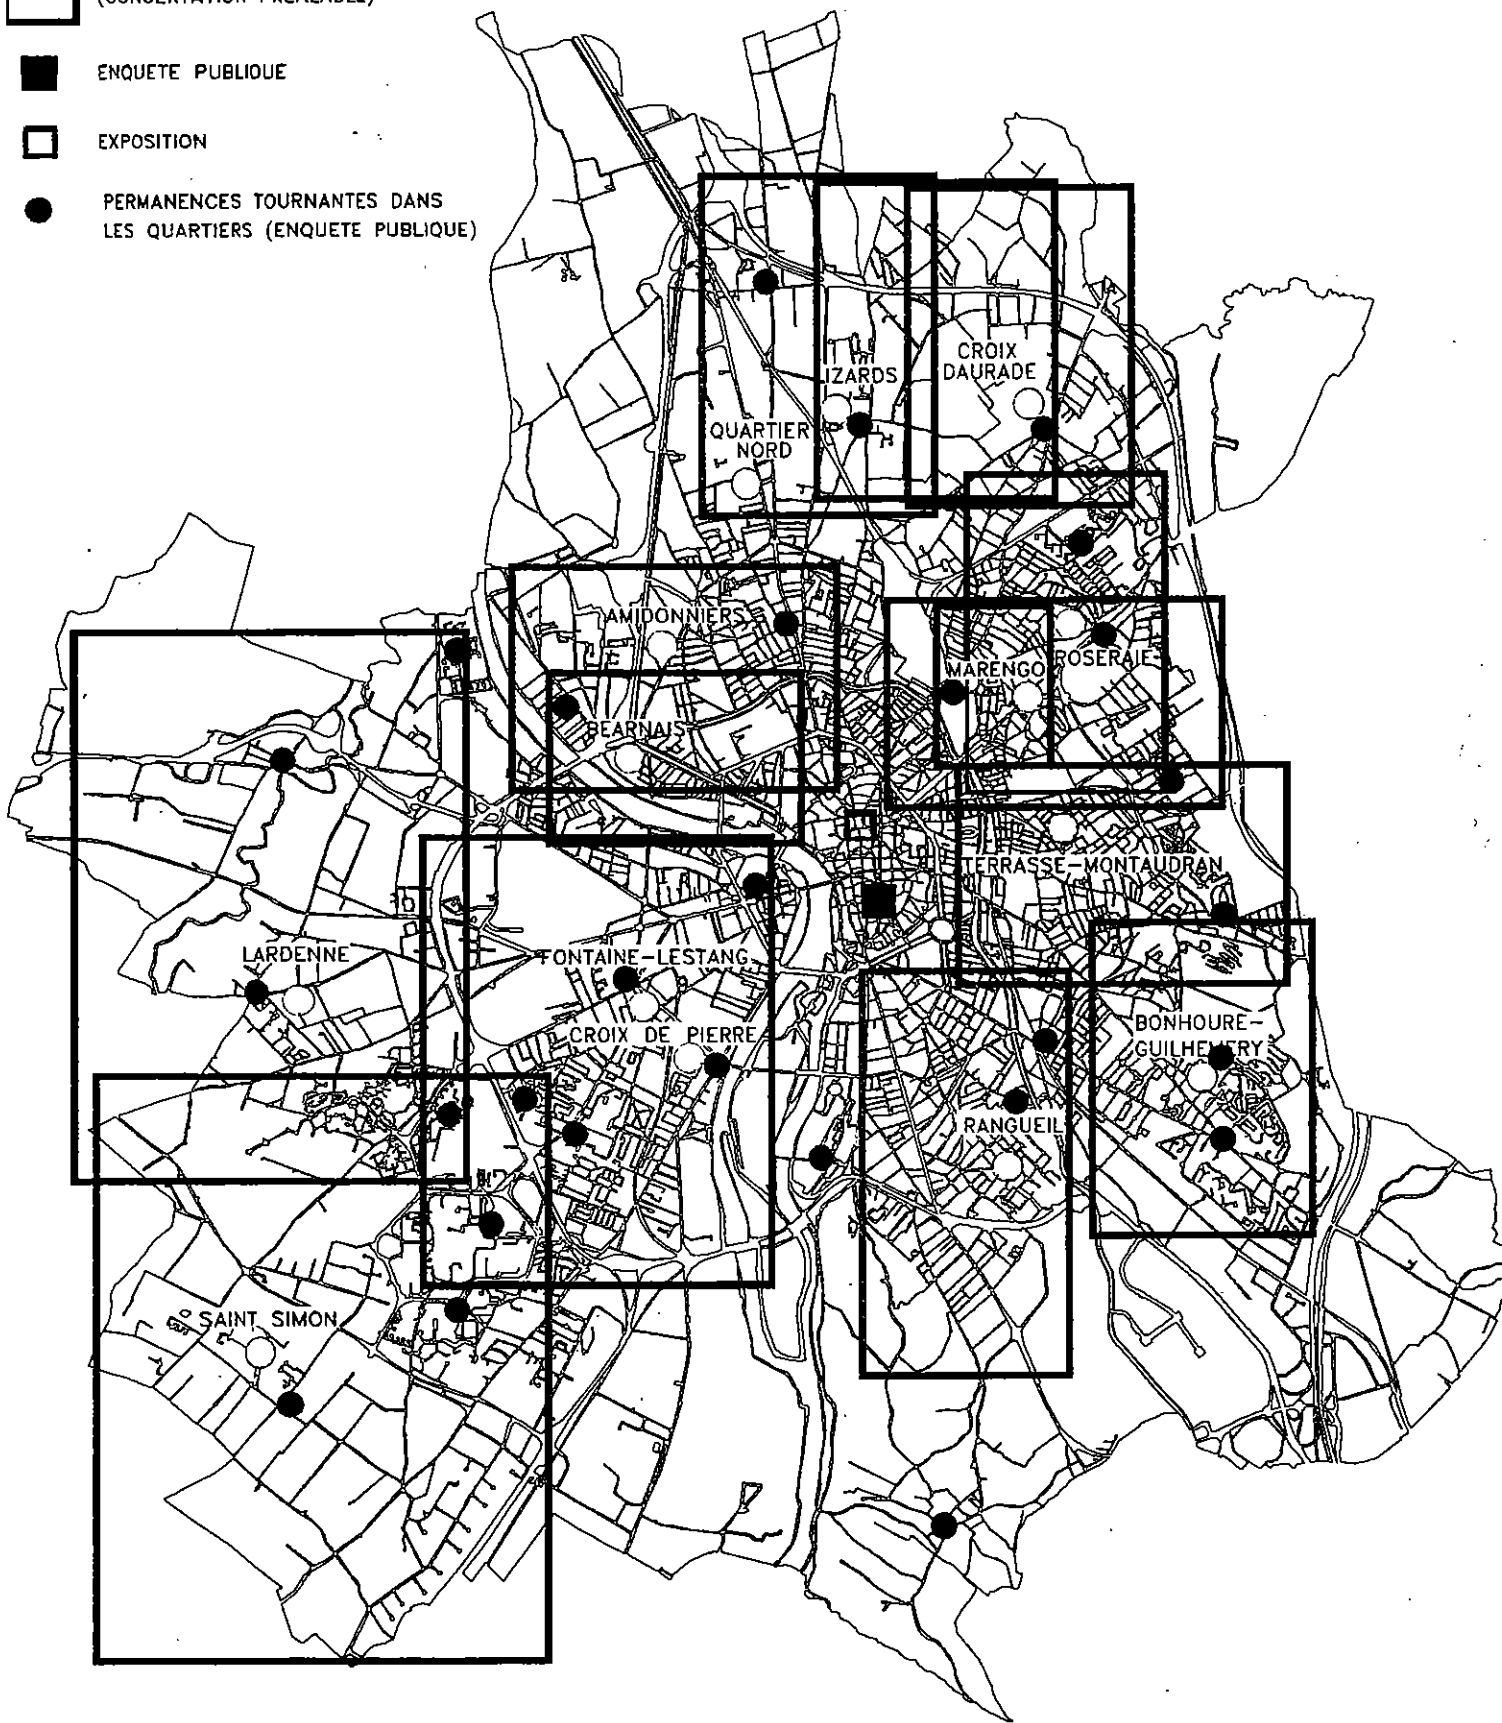 ENQUETE PUBLIQUE
EXPOSITION
PERMANENCES TOURNANTES DANS
LES QUARTIERS (ENQUETE PUBLIQUE)
CROIX
DAURADE
IZARDS
QUARTIER
NORD
AMIDONNIERS
MARENGO
ROSERAIE
BEARNAIS
TERRASSE-MONTAUDRAN
LARDENNE
FONTAINE-LESTANG
CROIX DE PIERRE
BONHOURE-
GUILHEMERY
RANGUEIL
SAINT SIMON